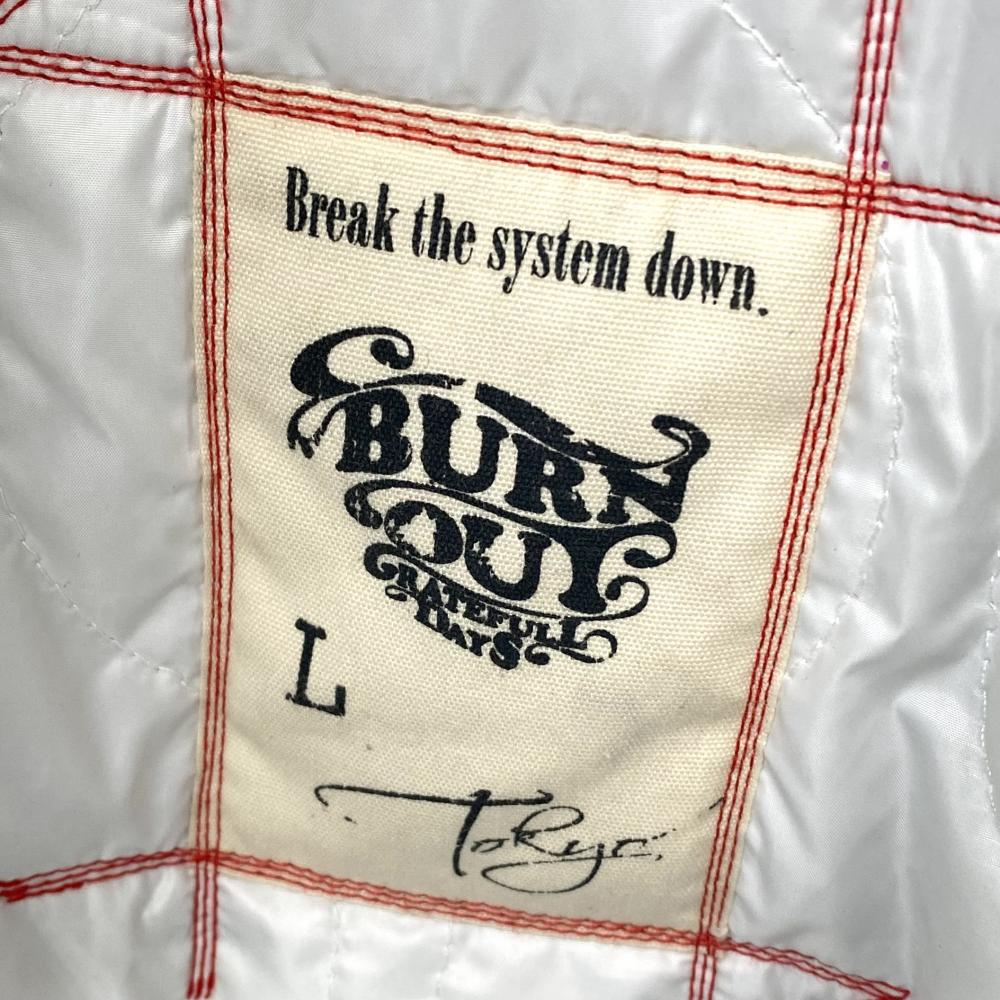 Break the system down.
BURN
OUT
GRATEFULL
DAYS
L
Tokyo